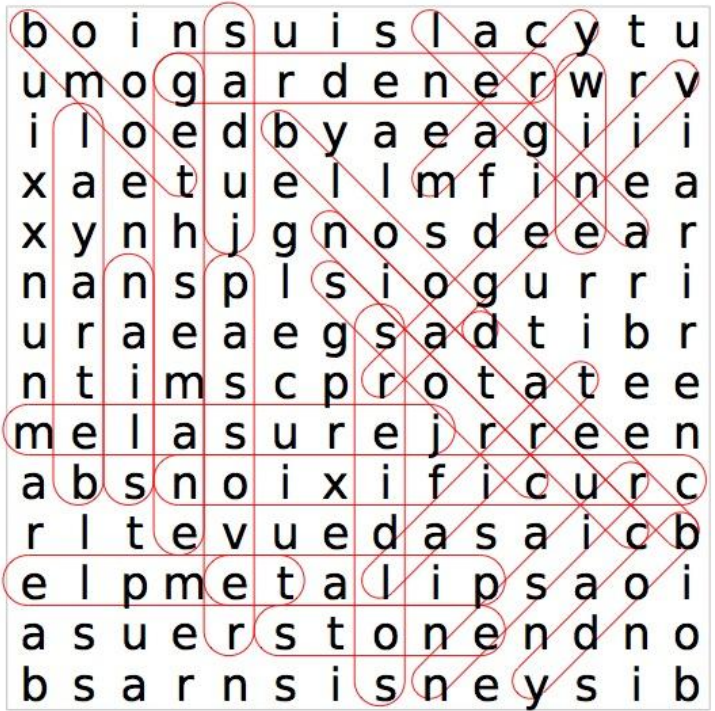 b o i n s u i s l a c y t u
u m o g a r d e n e r w r v
i l o e d b y a e a g i i i
x a e t u e l l m f i n e a
x y n h j g n o s d e e a r
n a n s p l s i o g u r r i
u r a e a e g s a d t i b r
n t i m s c p r o t a t e e
m e l a s u r e j r r e e n
a b s n o i x i f i c u r c
r l t e v u e d a s a i c b
e l p m e t a l i p s a o i
a s u e r s t o n e n d n o
b s a r n s i s n e y s i b